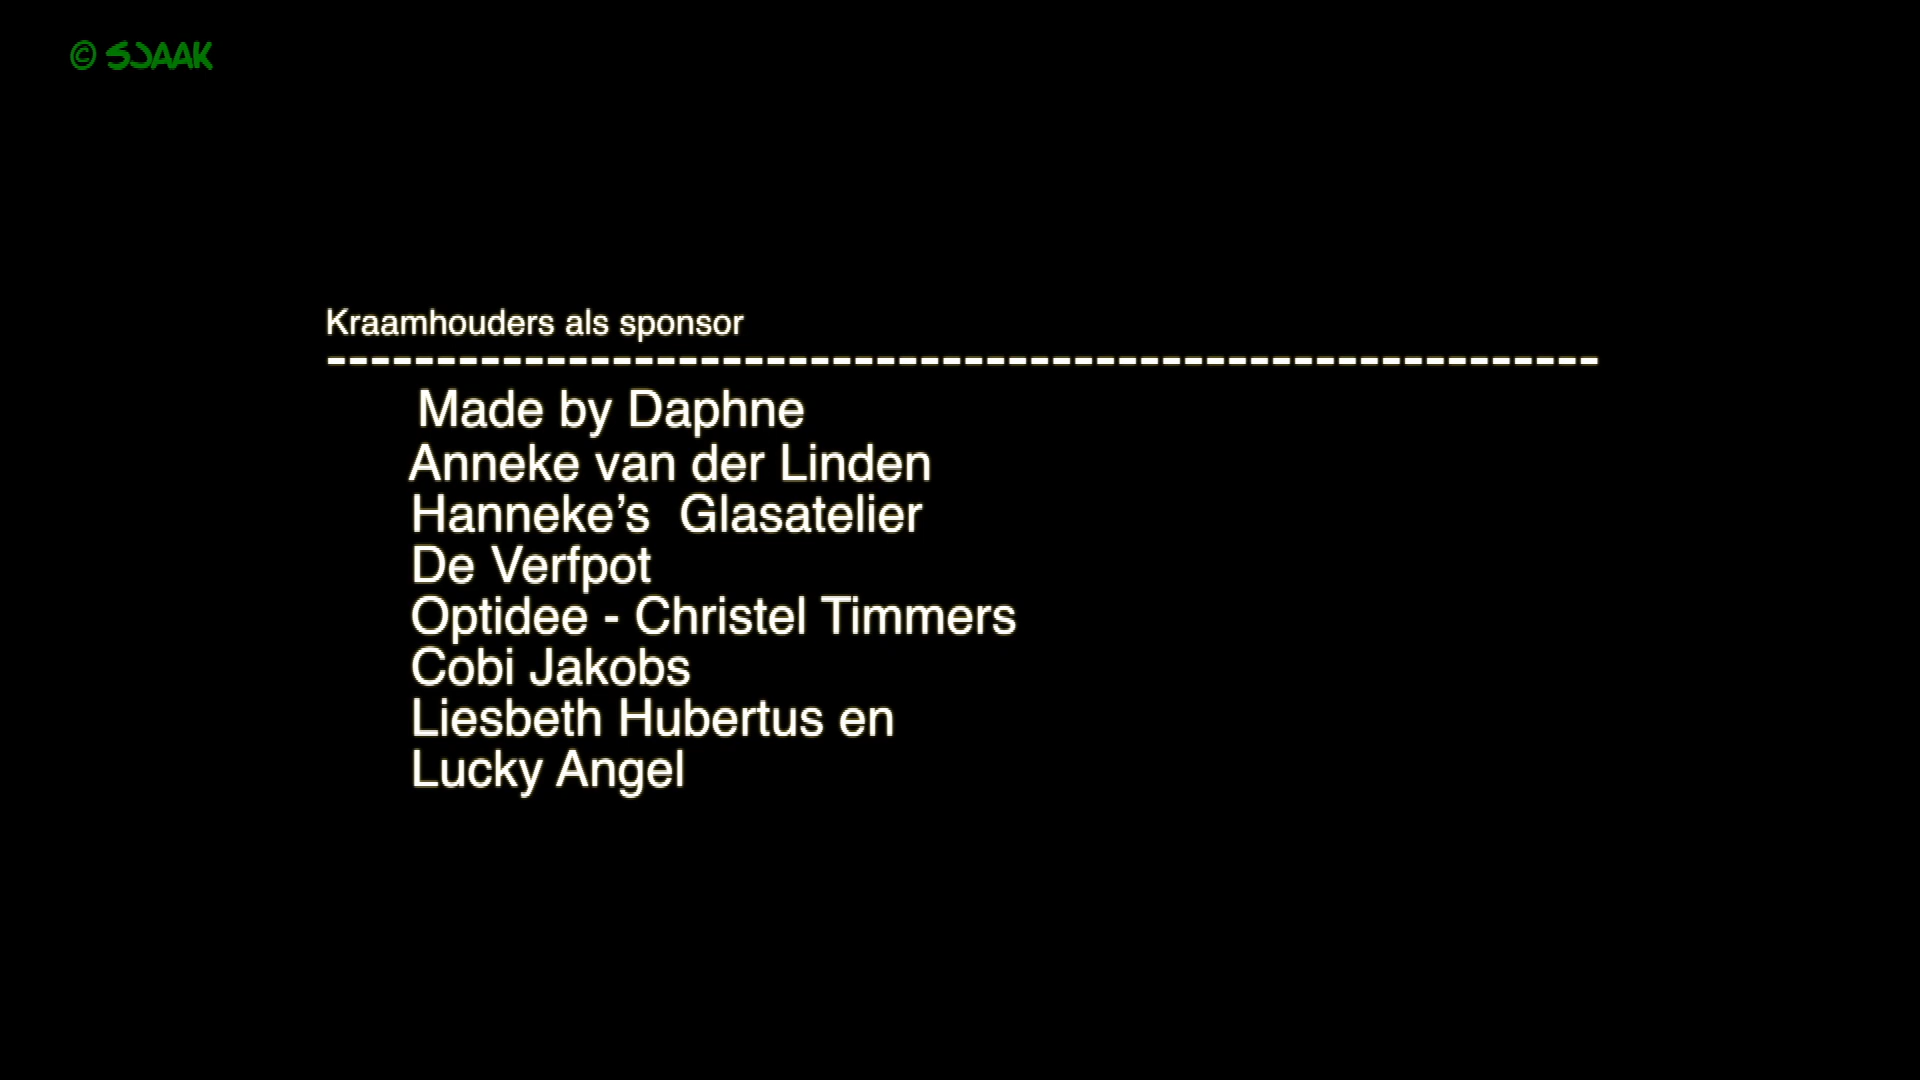 © SJAAK
Kraamhouders als sponsor
----------------------------------------------------------
Made by Daphne
Anneke van der Linden
Hanneke’s  Glasatelier
De Verfpot
Optidee - Christel Timmers
Cobi Jakobs
Liesbeth Hubertus en
Lucky Angel